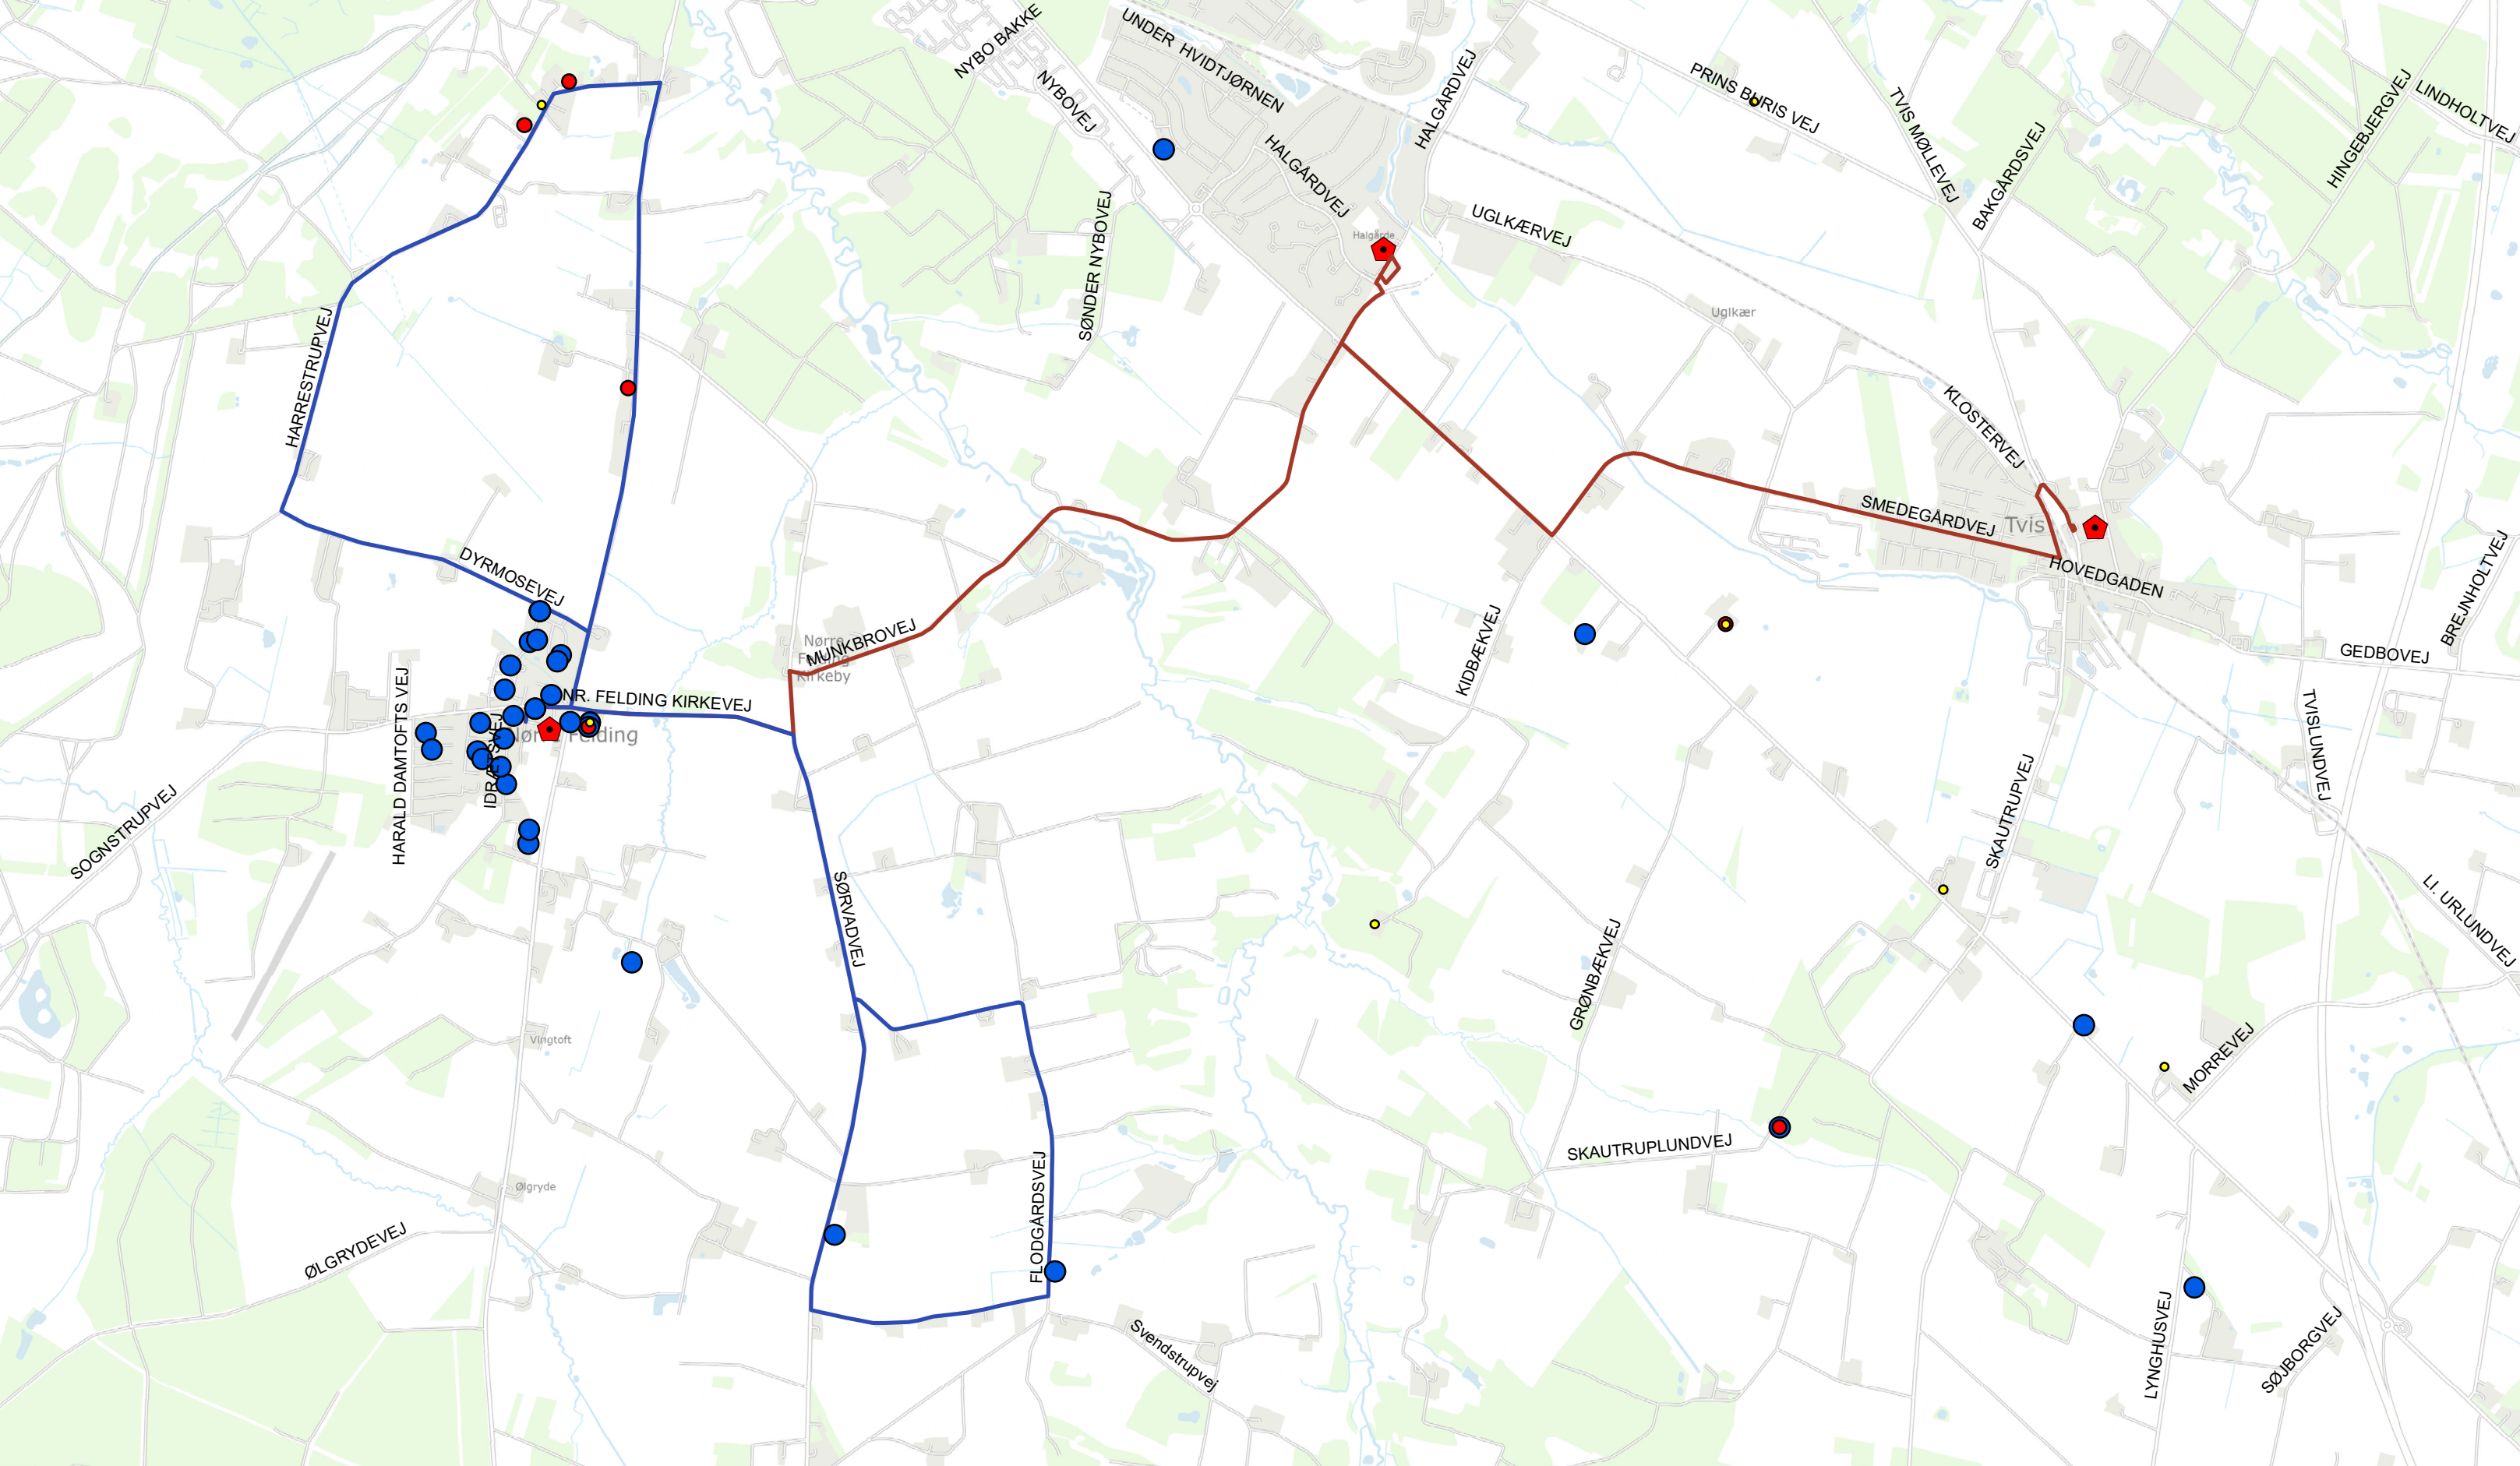 NYBO BAKKE
UNDER HVIDTJØRNEN
NYBOVEJ
HALGÅRDVEJ
PRINS BURIS VEJ
TVIS MØLLEVEJ
BAKGÅRDSVEJ
HINGEBJERGVEJ
LINDHOLTVEJ
HALGÅRDVEJ
SØNDER NYBOVEJ
Halgårde
UGLKÆRVEJ
Uglkær
HARRESTRUPVEJ
KLOSTERVEJ
SMEDEGÅRDVEJ
Tvis
HOVEDGADEN
BREJNHOLTVEJ
DYRMOSEVEJ
MUNKBROVEJ
Nørre
Kirkeby
KIDBÆKVEJ
GEDBOVEJ
NR. FELDING KIRKEVEJ
HARALD DAMTOFTS VEJ
Felding
TVISLUNDVEJ
SOGNSTRUPVEJ
SKAUTRUPVEJ
SØRVADVEJ
GRØNBÆKVEJ
LI. URLUNDVEJ
Vingtoft
MORREVEJ
SKAUTRUPLUNDVEJ
Ølgryde
FLODGÅRDSVEJ
ØLGRYDEVEJ
Svendstrupvej
LYNGHUSVEJ
SØJBORGVEJ